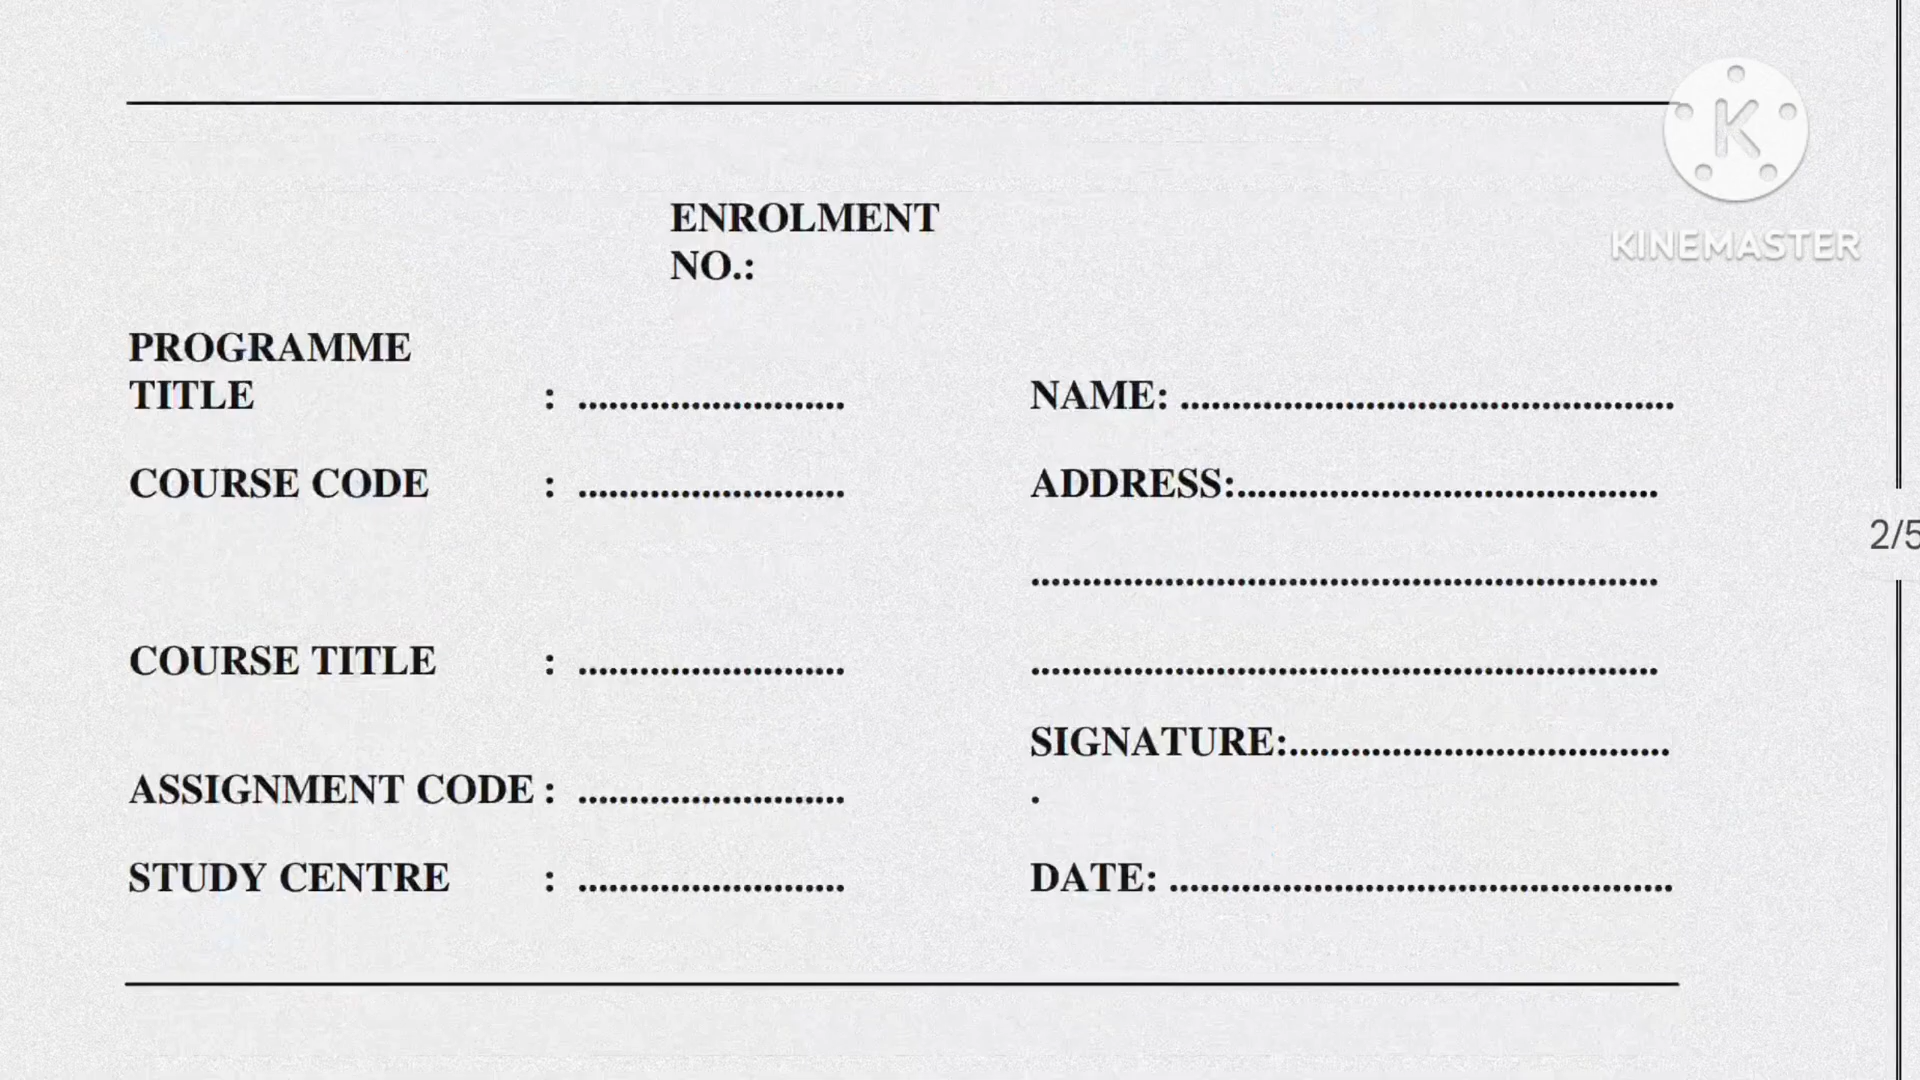 K
KINEMASTER
ENROLMENT
NO.:
PROGRAMME
TITLE : .......................... NAME: ................................................
COURSE CODE : .......................... ADDRESS:.........................................
.............................................................
COURSE TITLE : .......................... .............................................................
SIGNATURE:.....................................
ASSIGNMENT CODE : .......................... .
STUDY CENTRE : .......................... DATE: .................................................
2/5